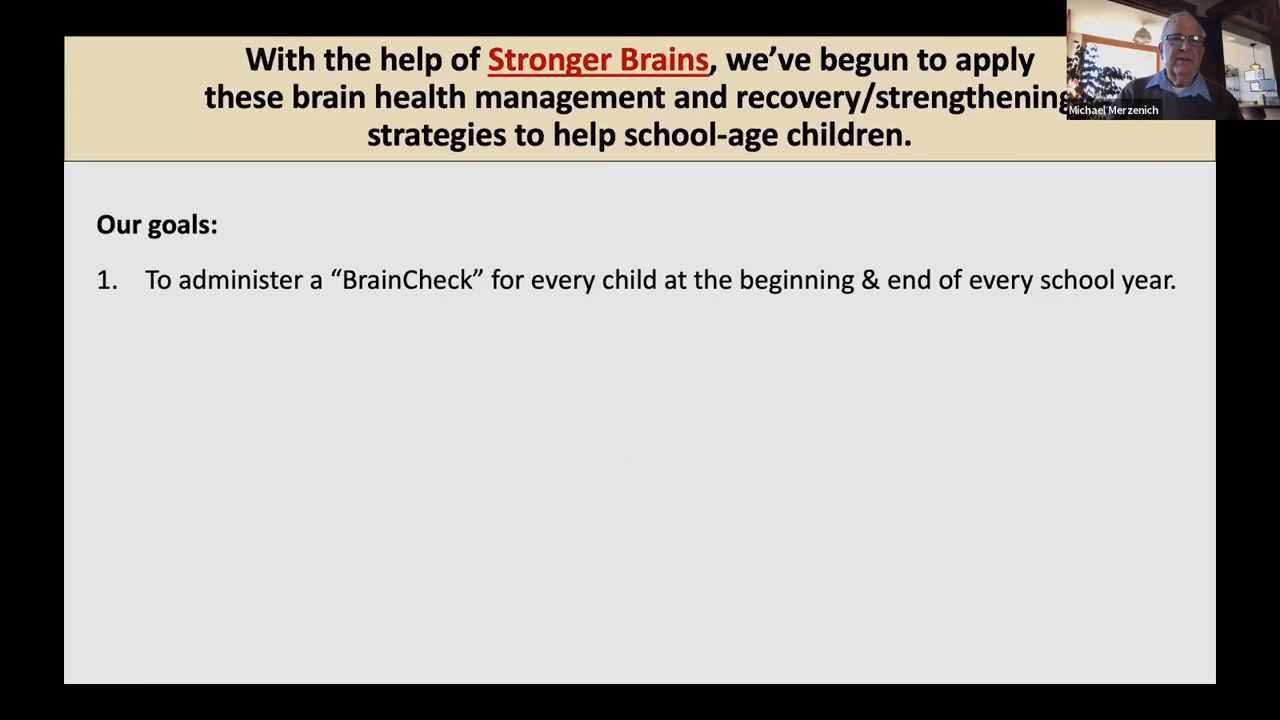 With the help of Stronger Brains, we’ve begun to apply
these brain health management and recovery/strengthening
strategies to help school-age children.
Michael Merzenich
Our goals:
1. To administer a “BrainCheck” for every child at the beginning & end of every school year.